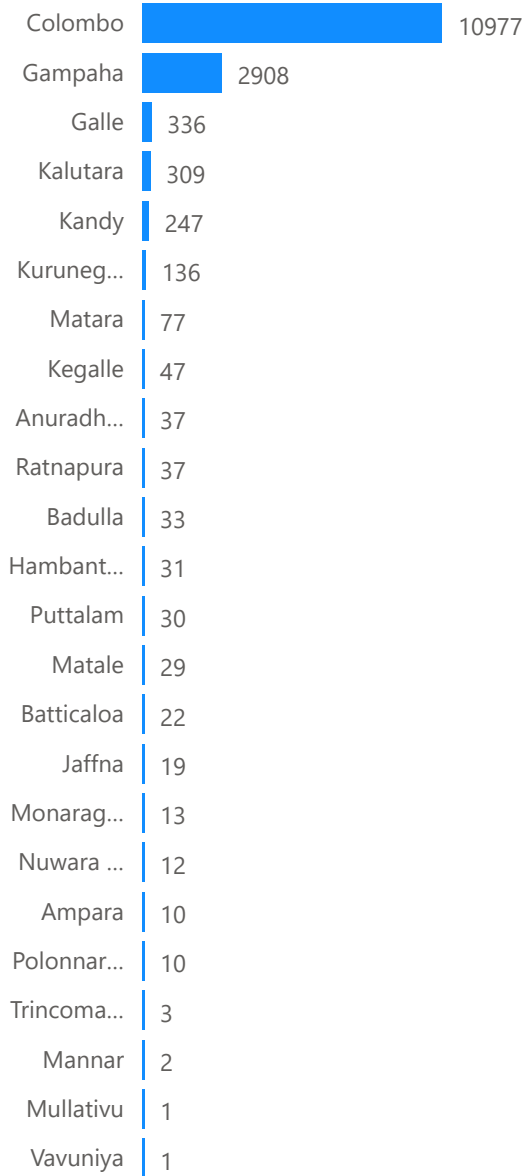 Colombo 10977
Gampaha 2908
Galle 336
Kalutara 309
Kandy 247
Kuruneg... 136
Matara 77
Kegalle 47
Anuradh... 37
Ratnapura 37
Badulla 33
Hambant... 31
Puttalam 30
Matale 29
Batticaloa 22
Jaffna 19
Monarag... 13
Nuwara ... 12
Ampara 10
Polonnar... 10
Trincoma... 3
Mannar 2
Mullativu 1
Vavuniya 1